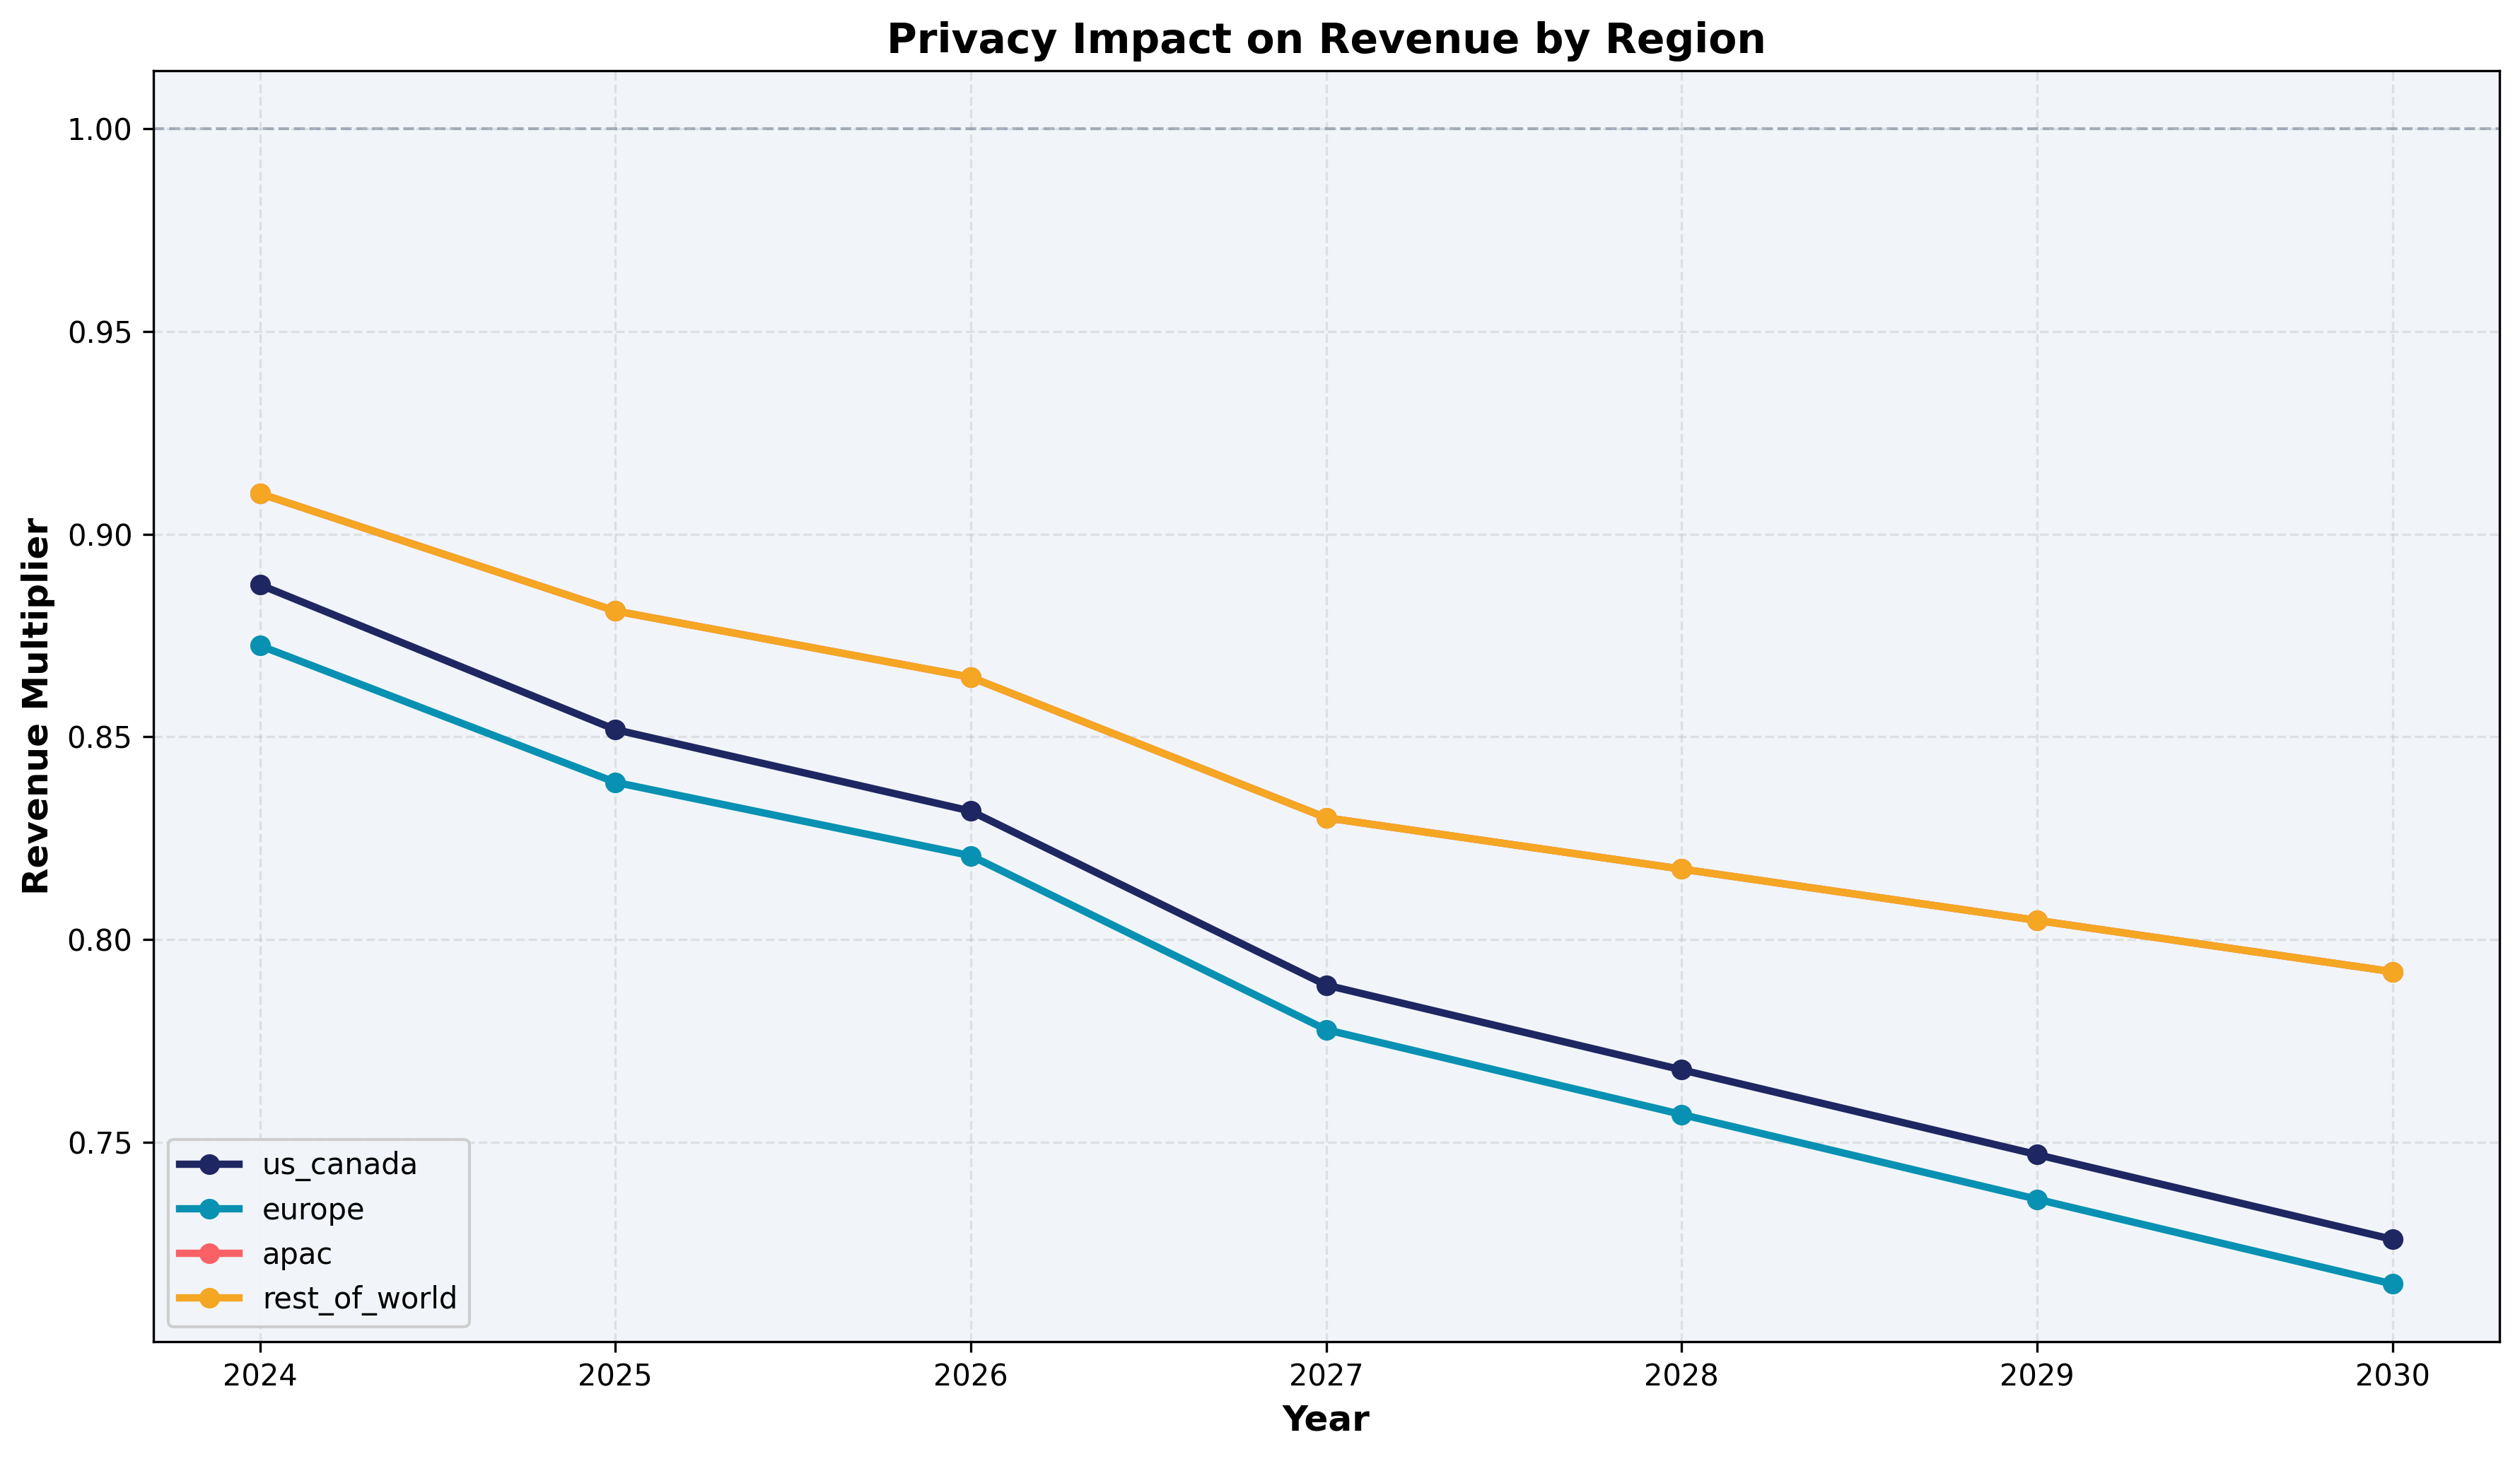 Privacy Impact on Revenue by Region
Revenue Multiplier
1.00
0.95
0.90
0.85
0.80
0.75
us_canada
europe
apac
rest_of_world
2024 2025 2026 2027 2028 2029 2030
Year